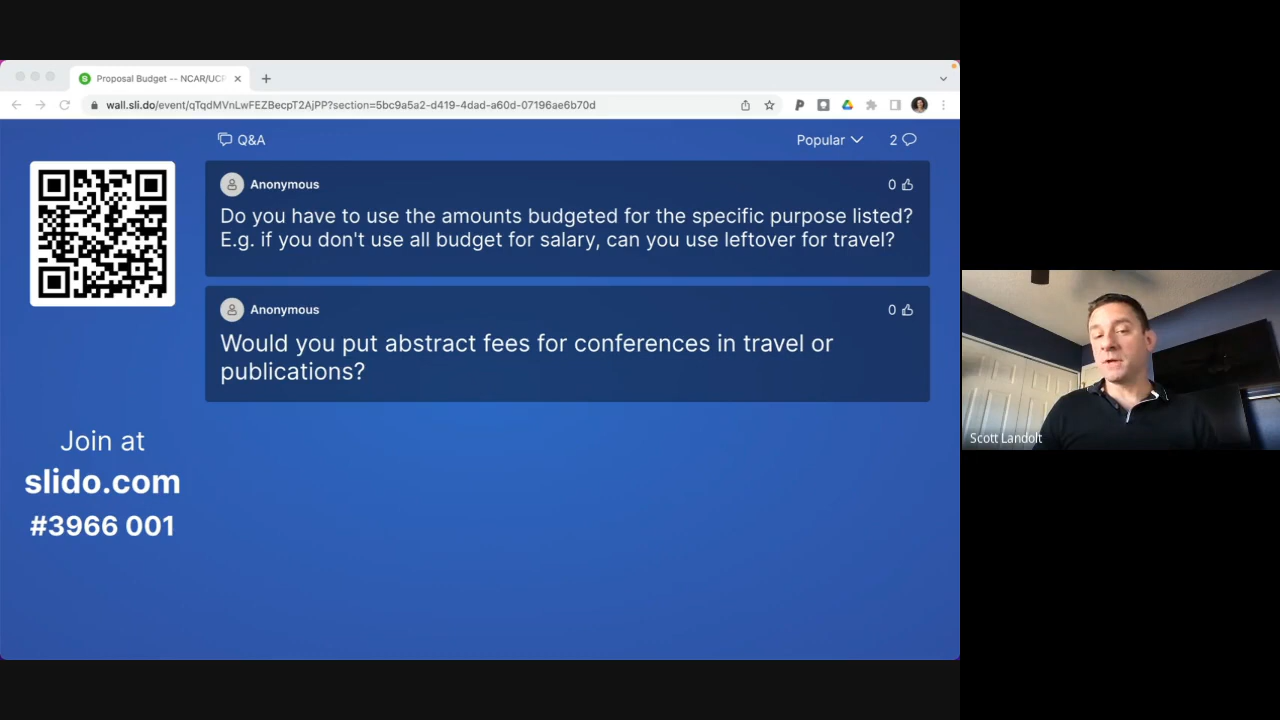 Proposal Budget -- NCAR/UCP
wall.sli.do/event/qTqdMVnLwFEZBecpT2AjPP?section=5bc9a5a2-d419-4dad-a60d-07196ae6b70d
Q&A
Popular
2
Anonymous
0
Do you have to use the amounts budgeted for the specific purpose listed?
E.g. if you don't use all budget for salary, can you use leftover for travel?
Anonymous
0
Would you put abstract fees for conferences in travel or
publications?
Join at
slido.com
#3966 001
Scott Landolt